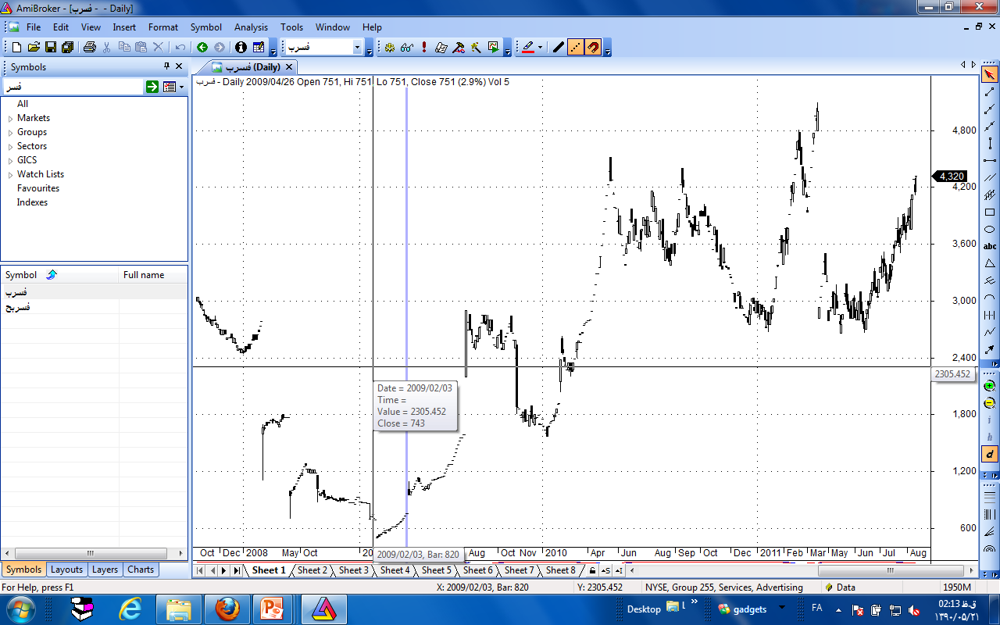 AmiBroker - [فسرب - - Daily]
File Edit View Insert Format Symbol Analysis Tools Window Help
فسرب
Symbols
فسرب (Daily)
فسر
فسرب - Daily 2009/04/26 Open 751, Hi 751, Lo 751, Close 751 (2.9%) Vol 5
All
Markets
Groups
Sectors
GICS
Watch Lists
Favourites
Indexes
Symbol Full name
فسرب
فسربح
4,800
4,320
4,200
3,600
3,000
2,400
2305.452
1,800
1,200
600
Date = 2009/02/03
Time =
Value = 2305.452
Close = 743
abc
i
h
d
Oct Dec 2008 May Oct 20 2009/02/03, Bar: 820 Aug Oct Nov 2010 Apr Jun Aug Sep Oct Dec 2011 Feb Mar May Jun Jul Aug
Symbols Layouts Layers Charts
Sheet 1 Sheet 2 Sheet 3 Sheet 4 Sheet 5 Sheet 6 Sheet 7 Sheet 8
For Help, press F1 X: 2009/02/03, Bar: 820 Y: 2305.452 NYSE, Group 255, Services, Advertising Data 1950M
Desktop L » gadgets FA
02:13 ق.ظ
۱۳۹۰/۰۵/۲۱